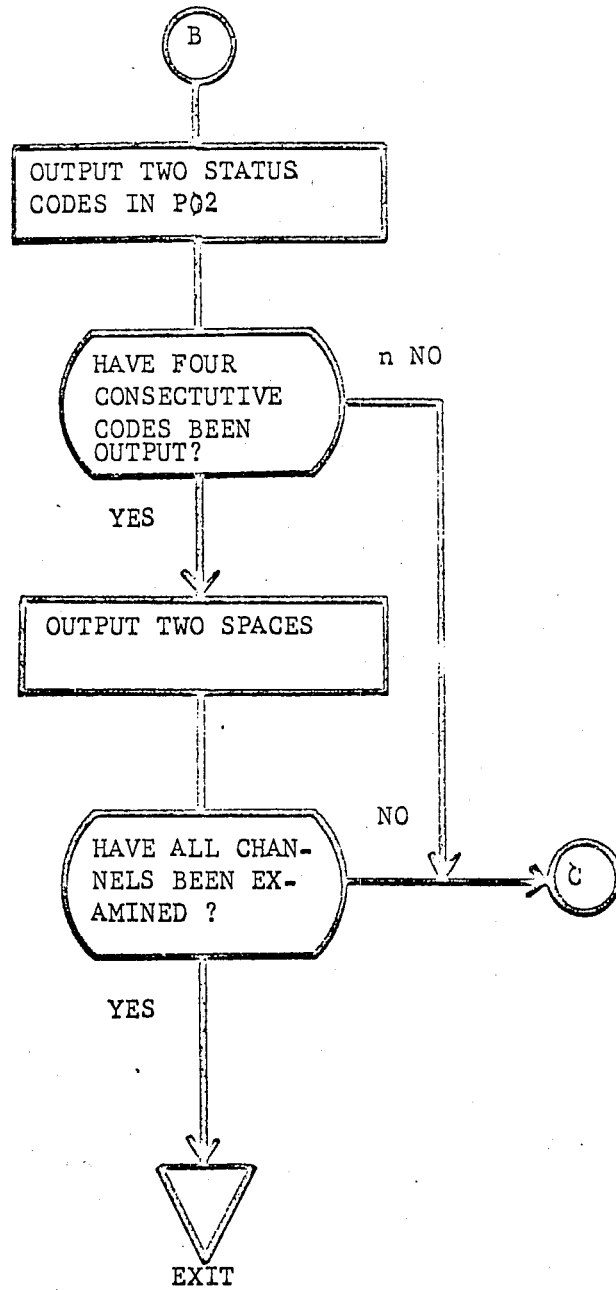 B
OUTPUT TWO STATUS
CODES IN P02
HAVE FOUR
CONSECTUTIVE
CODES BEEN
OUTPUT?
n NO
YES
OUTPUT TWO SPACES
HAVE ALL CHAN-
NELS BEEN EX-
AMINED ?
NO
C
YES
EXIT